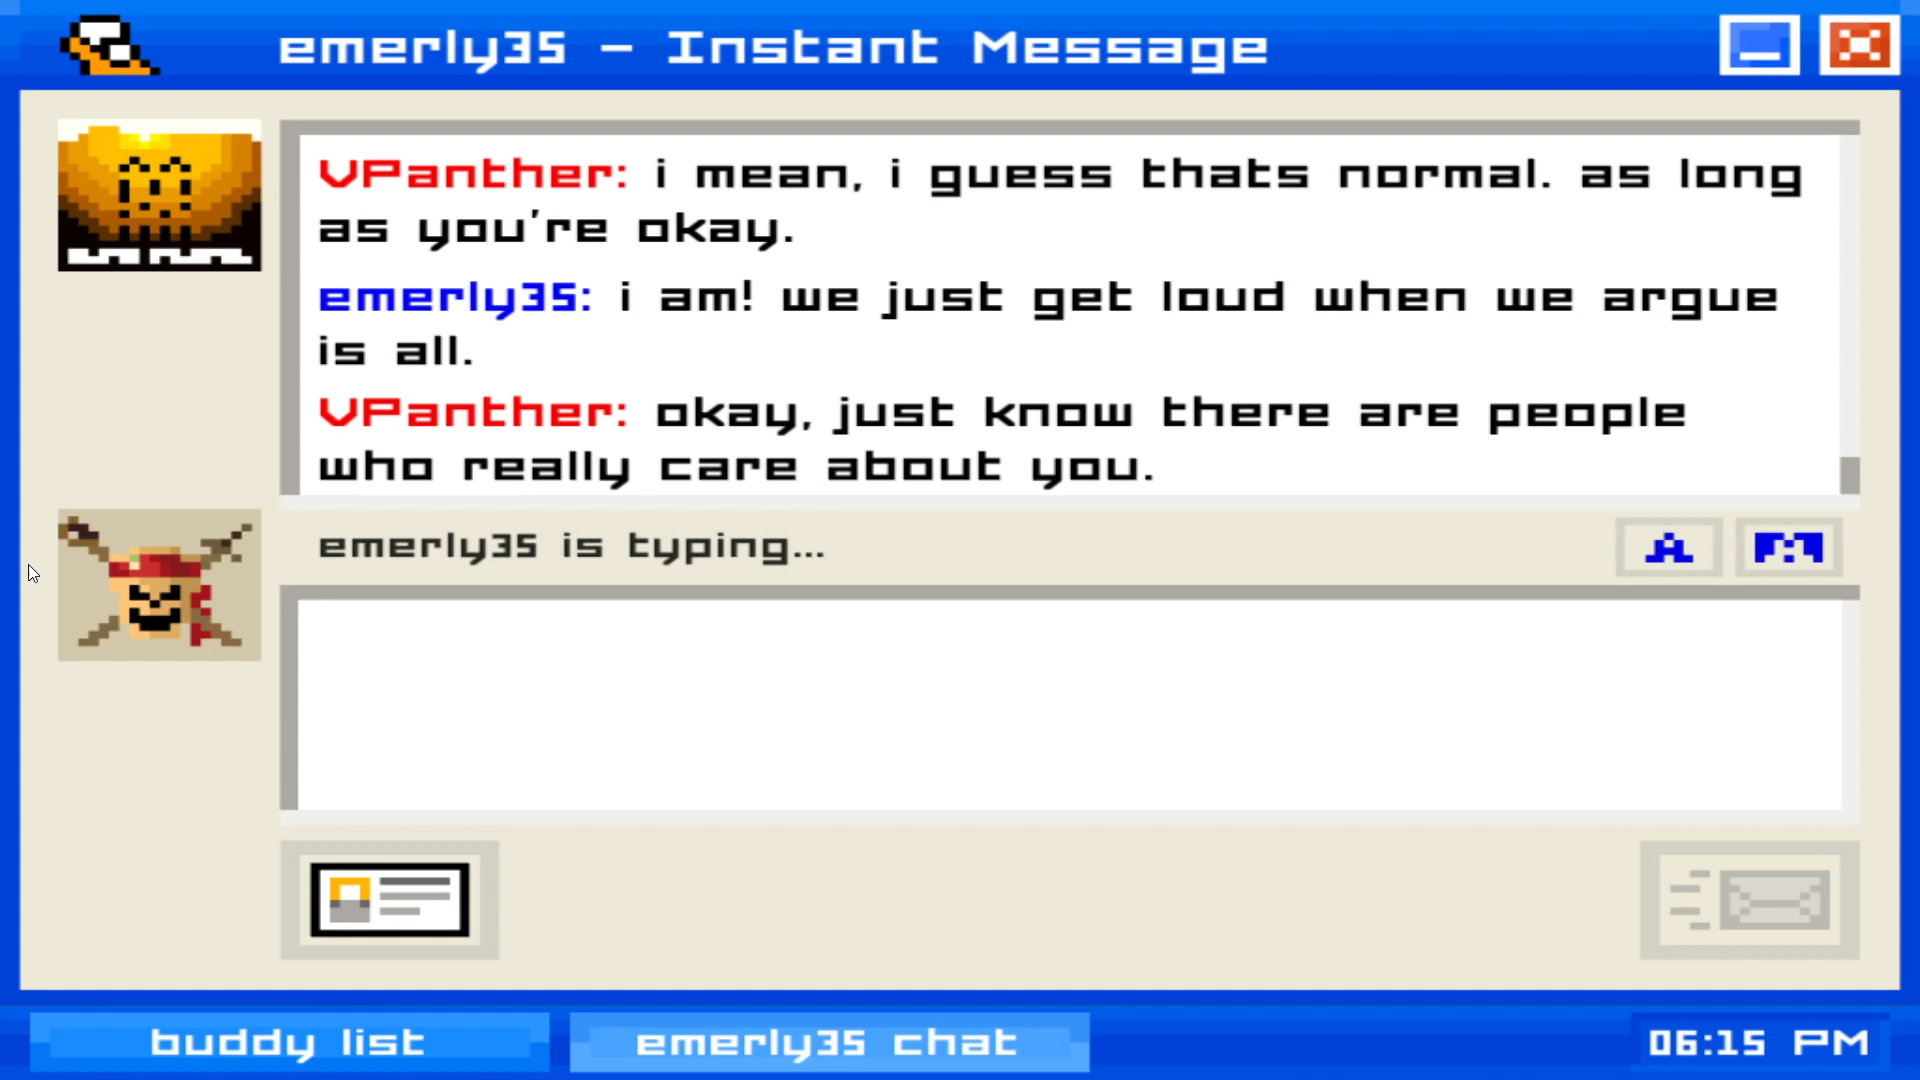 emerly35 - Instant Message
VPanther: i mean, i guess thats normal. as long
as you're okay.
emerly35: i am! we just get loud when we argue
is all.
VPanther: okay, just know there are people
who really care about you.
emerly35 is typing...
A
buddy list
emerly35 chat
06:15 PM